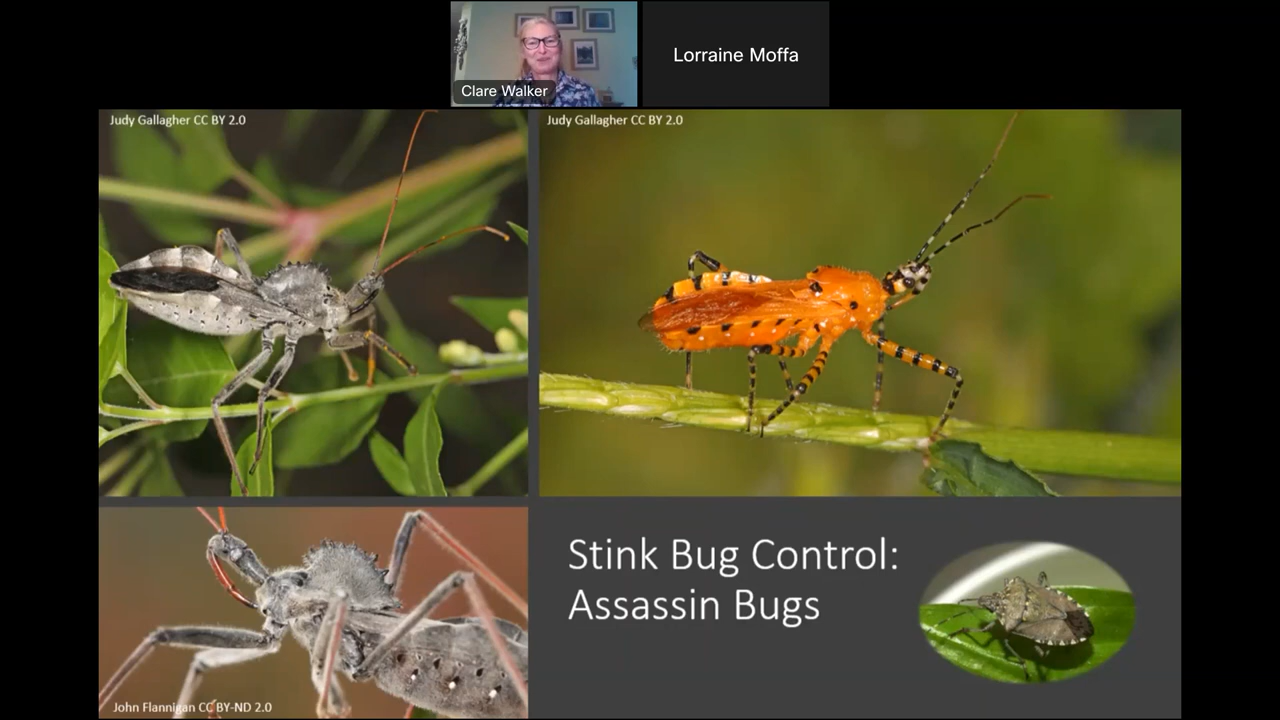 Clare Walker
Lorraine Moffa
Judy Gallagher CC BY 2.0
Judy Gallagher CC BY 2.0
John Flannigan CC BY-ND 2.0
Stink Bug Control:
Assassin Bugs